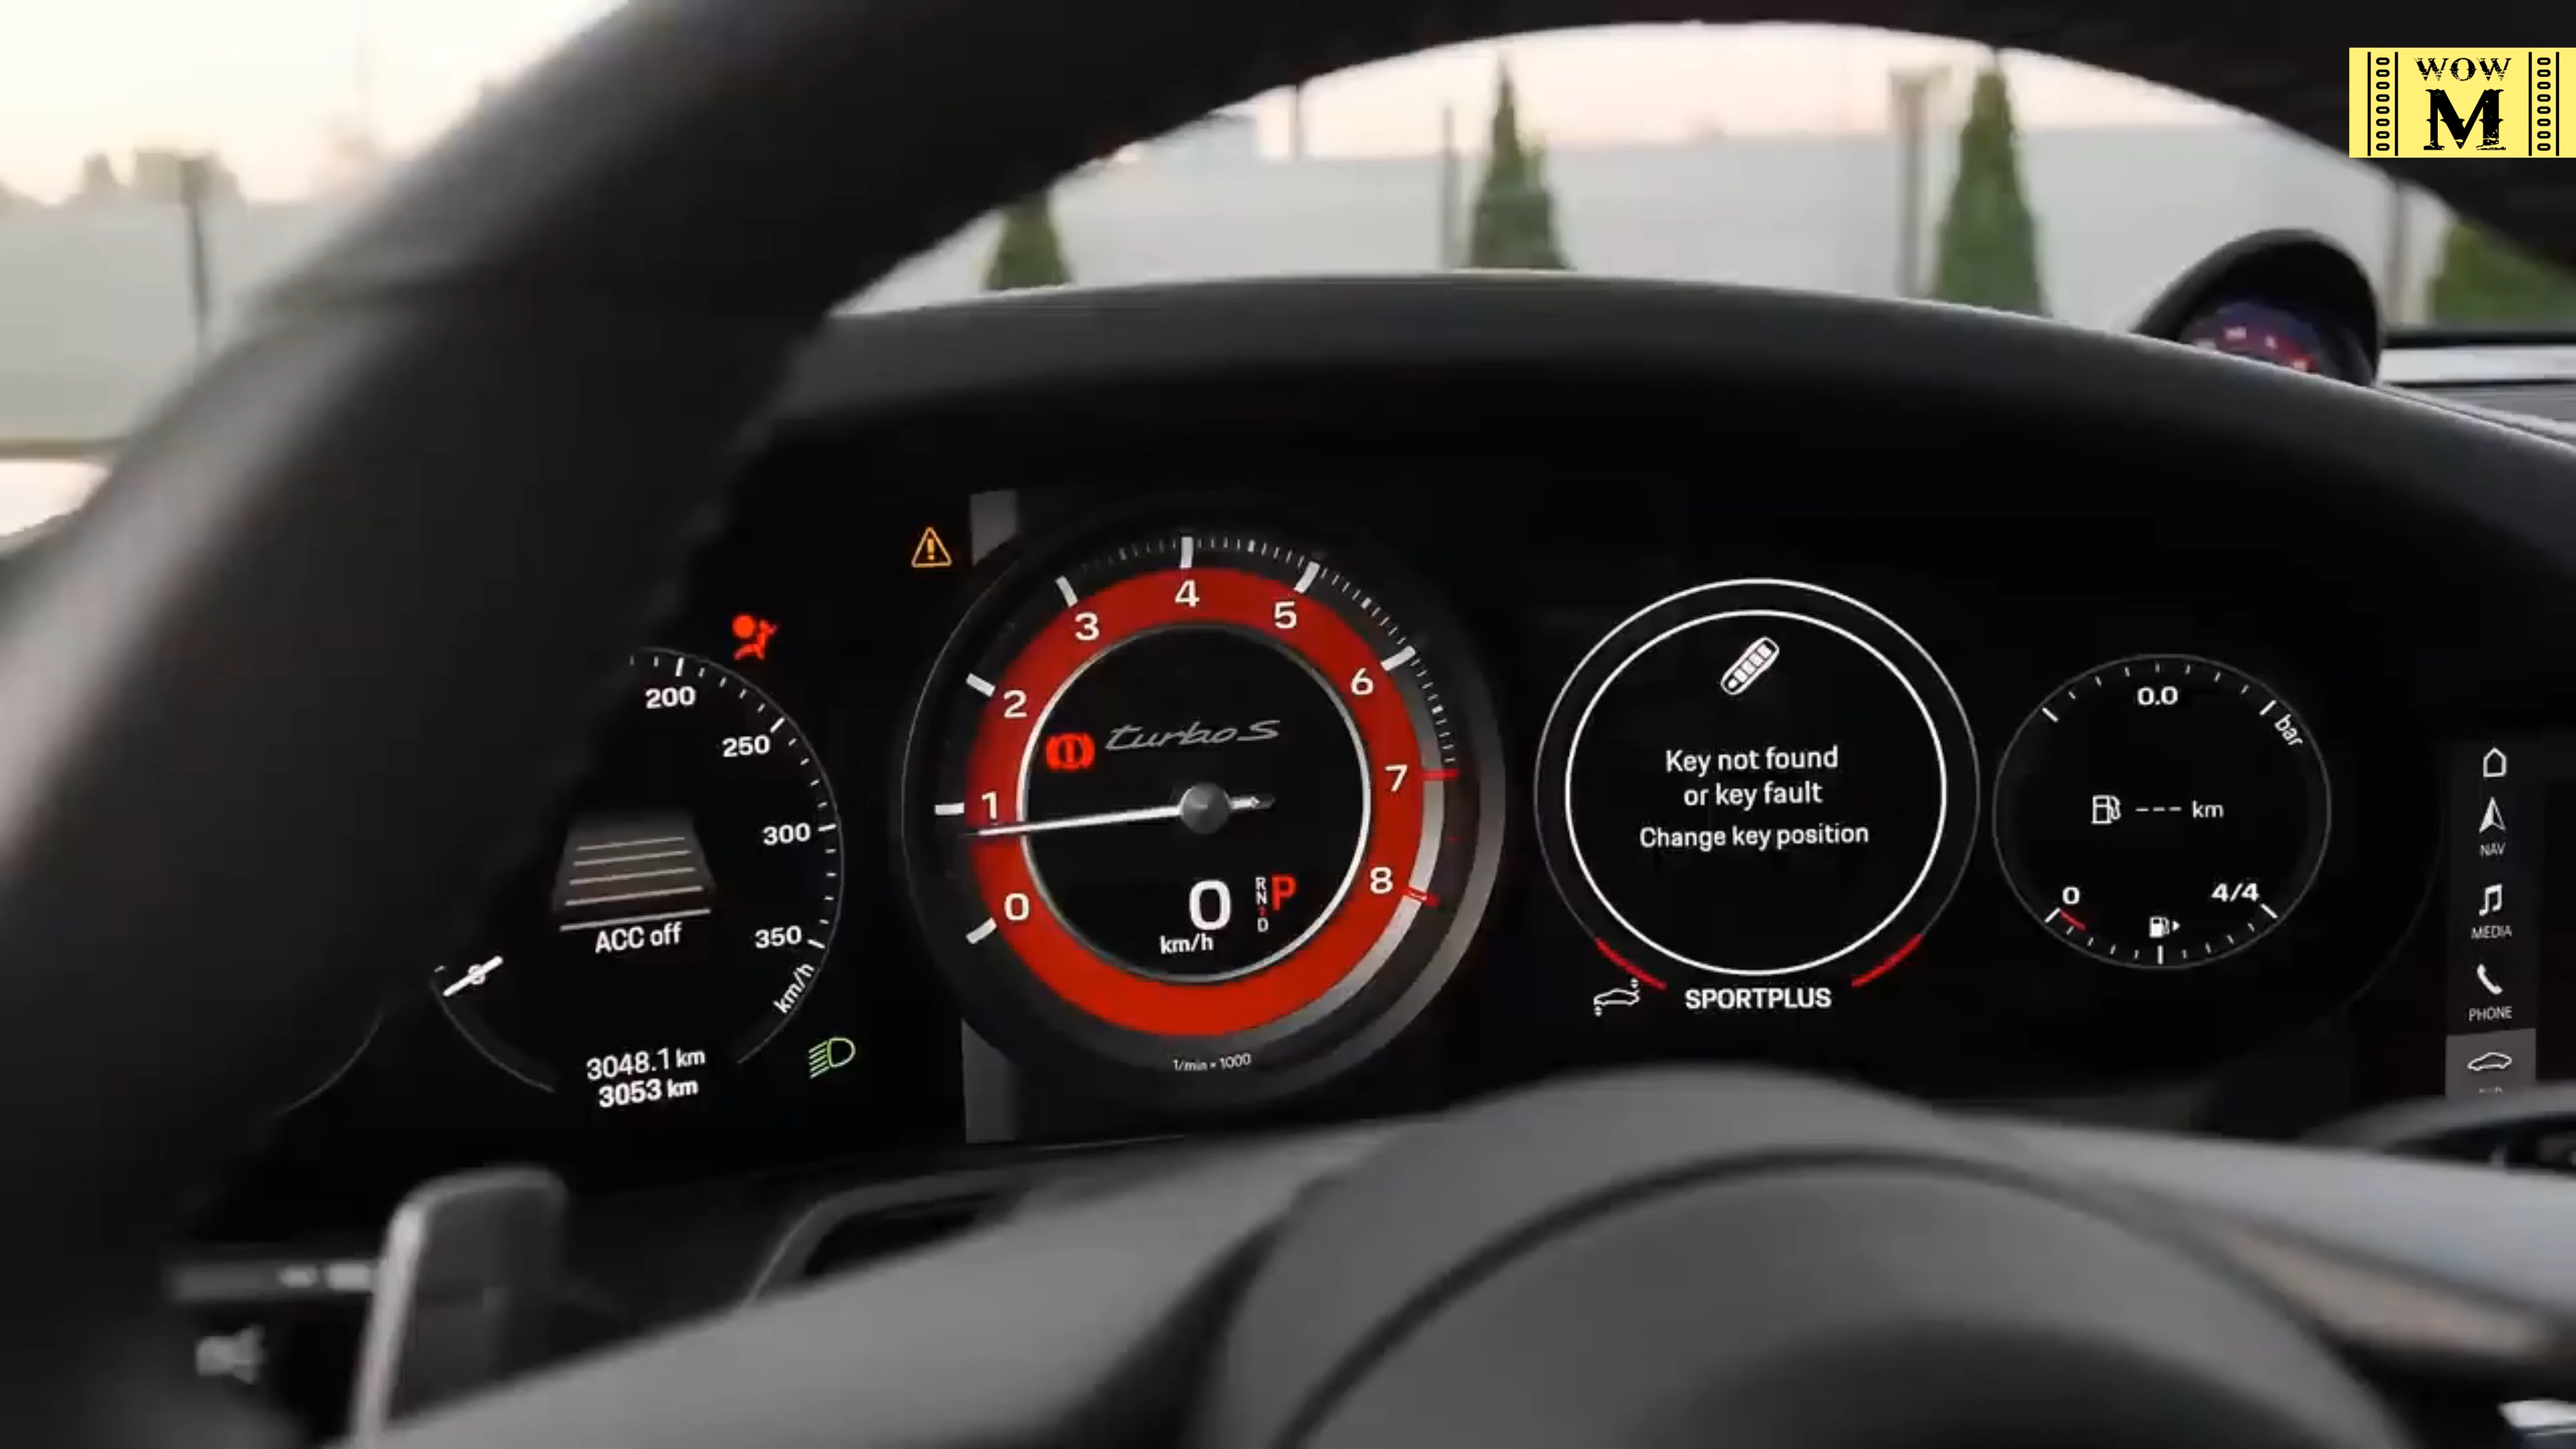 WOW
M
200
250
300
350
km/h
ACC off
3048.1 km
3053 km
0
1
2
3
4
5
6
7
8
turbo S
0
km/h
R
N
D
P
1/min × 1000
Key not found
or key fault
Change key position
SPORTPLUS
0.0
bar
--- km
0
4/4
NAV
MEDIA
PHONE